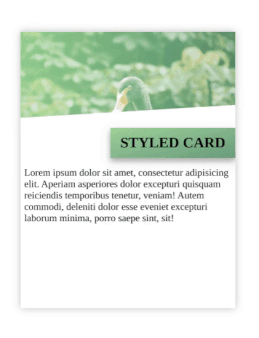 STYLED CARD
Lorem ipsum dolor sit amet, consectetur adipisicing
elit. Aperiam asperiores dolor excepturi quisquam
reiciendis temporibus tenetur, veniam! Autem
commodi, deleniti dolor esse eveniet excepturi
laborum minima, porro saepe sint, sit!